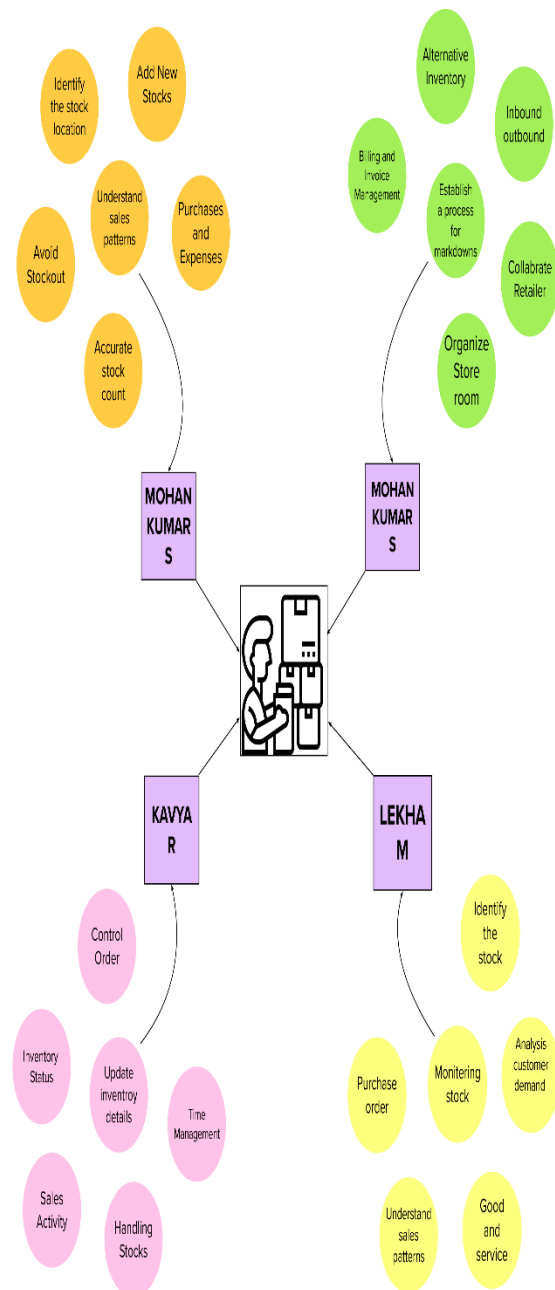 Identify
the stock
location
Add New
Stocks
Understand
sales
patterns
Purchases
and
Expenses
Avoid
Stockout
Accurate
stock
count
Alternative
Inventory
Inbound
outbound
Billing and
Invoice
Management
Establish
a process
for
markdowns
Collabrate
Retailer
Organize
Store
room
MOHAN
KUMAR
S
MOHAN
KUMAR
S
KAVYA
R
LEKHA
M
Control
Order
Inventory
Status
Update
inventroy
details
Time
Management
Sales
Activity
Handling
Stocks
Identify
the
stock
Analysis
customer
demand
Monitering
stock
Purchase
order
Understand
sales
patterns
Good
and
service